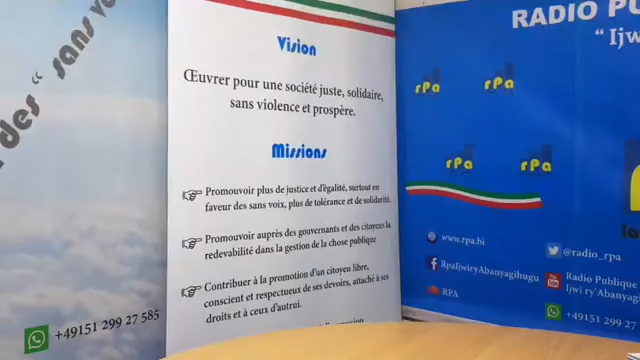 des “ sans vo
+49151 299 27 585
Vision
Œuvrer pour une société juste, solidaire,
sans violence et prospère.
Missions
Promouvoir plus de justice et d'égalité, surtout en
faveur des sans voix, plus de tolérance et de solidarité.
Promouvoir auprès des gouvernants et des citoyens la
redevabilité dans la gestion de la chose publique
Contribuer à la promotion d'un citoyen libre,
conscient et respectueux de ses devoirs, attaché à ses
droits et à ceux d'autrui.
RADIO PU
“ Ijw
rPa
rPa
rPa
rPa
www.rpa.bi
@radio_rpa
RpaIjwiryAbanyagihugu
Radio Publique
Ijwi ry'Abanyag
RPA
+49151 299 27